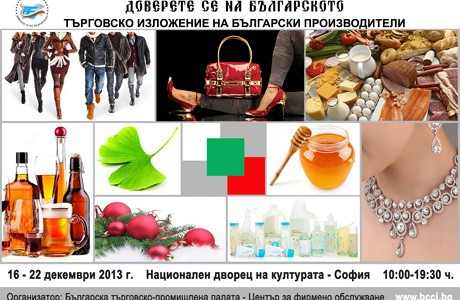 ДОВЕРЕТЕ СЕ НА БЪЛГАРСКОТО
ТЪРГОВСКО ИЗЛОЖЕНИЕ НА БЪЛГАРСКИ ПРОИЗВОДИТЕЛИ
16 - 22 декември 2013 г. Национален дворец на културата - София 10:00-19:30 ч.
Организатор: Българска търговско-промишлена палата - Център за фирмено обслужване www.bcci.bg